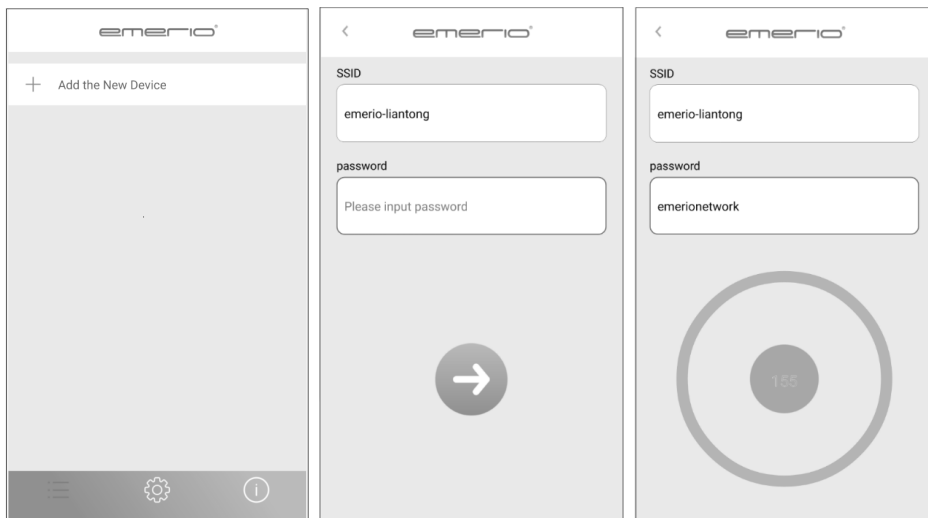 emerio
Add the New Device
emerio
SSID
emerio-liantong
password
Please input password
emerio
SSID
emerio-liantong
password
emerionetwork
155